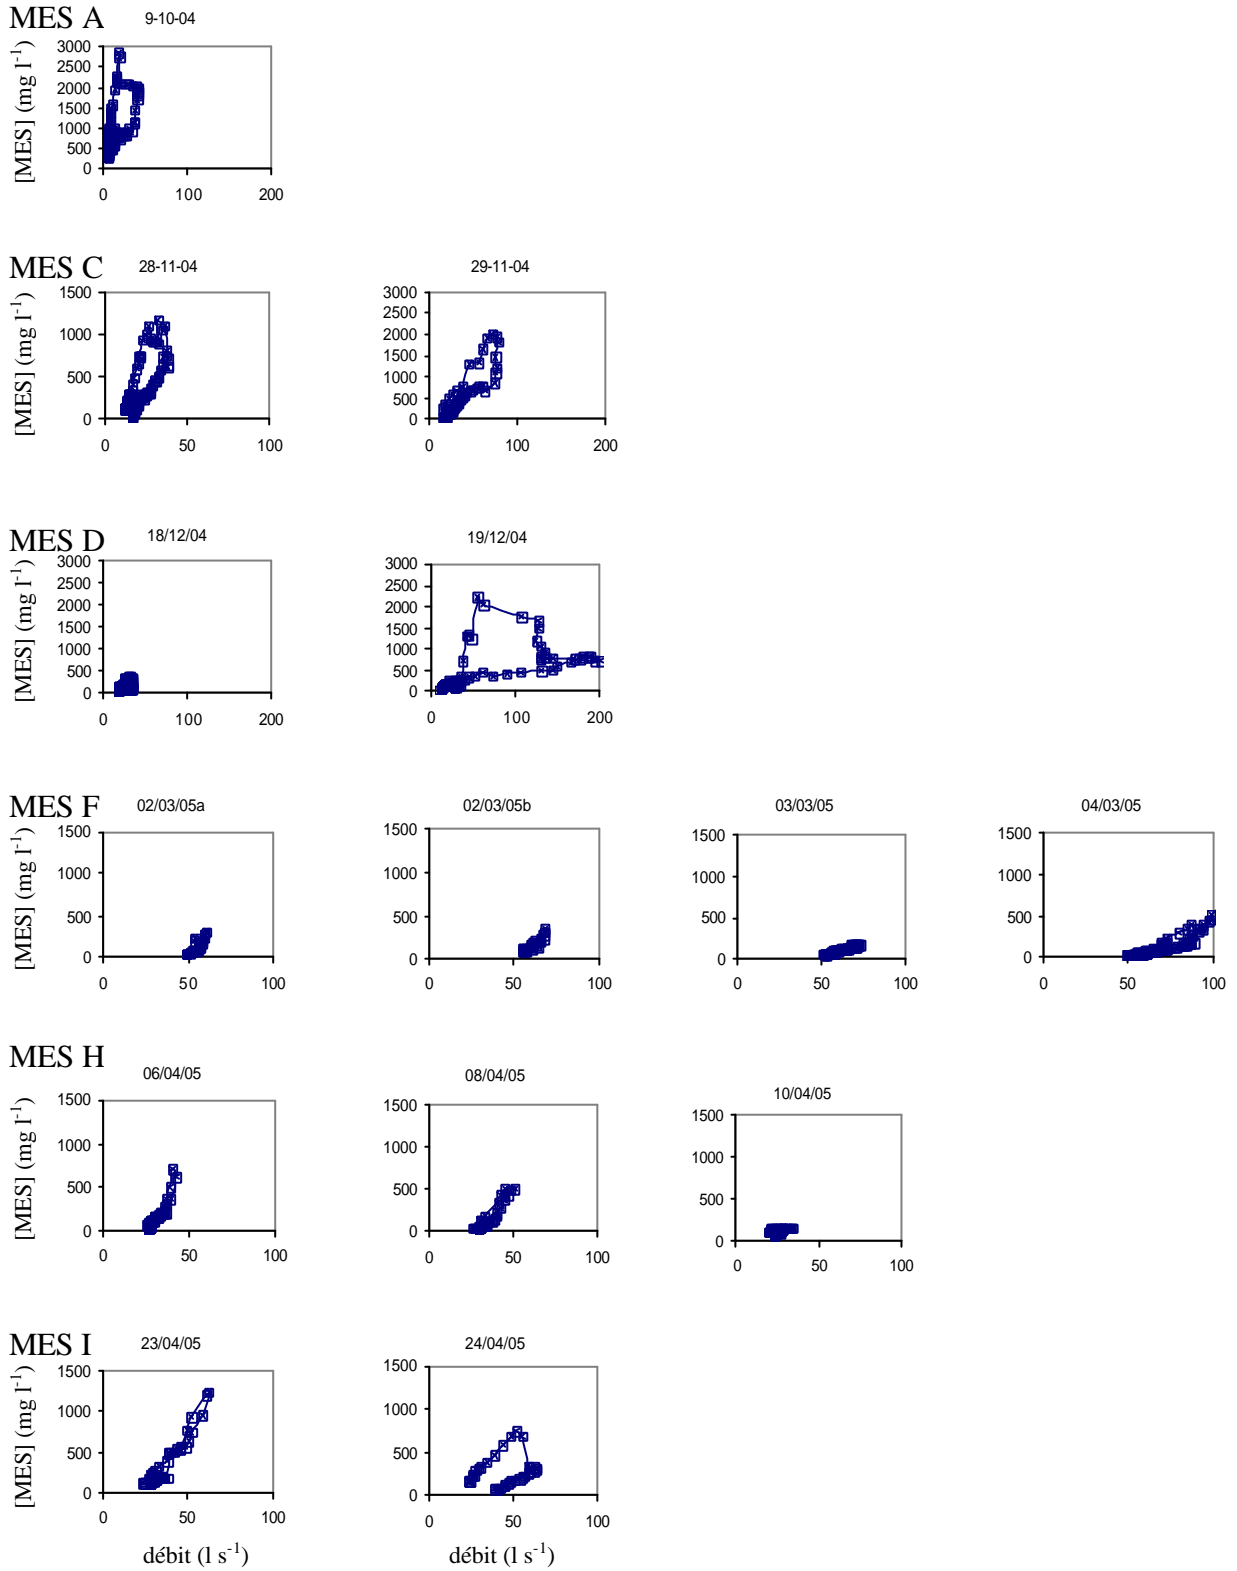 MES A
9-10-04
[MES] (mg l-1)
3000
2500
2000
1500
1000
500
0
0 100 200
MES C
28-11-04
29-11-04
[MES] (mg l-1)
1500
1000
500
0
0 50 100
3000
2500
2000
1500
1000
500
0
0 100 200
MES D
18/12/04
19/12/04
[MES] (mg l-1)
3000
2500
2000
1500
1000
500
0
0 100 200
3000
2500
2000
1500
1000
500
0
0 100 200
MES F
02/03/05a
02/03/05b
03/03/05
04/03/05
[MES] (mg l-1)
1500
1000
500
0
0 50 100
1500
1000
500
0
0 50 100
1500
1000
500
0
0 50 100
1500
1000
500
0
0 50 100
MES H
06/04/05
08/04/05
10/04/05
[MES] (mg l-1)
1500
1000
500
0
0 50 100
1500
1000
500
0
0 50 100
1500
1000
500
0
0 50 100
MES I
23/04/05
24/04/05
[MES] (mg l-1)
1500
1000
500
0
0 50 100
débit (l s-1)
1500
1000
500
0
0 50 100
débit (l s-1)